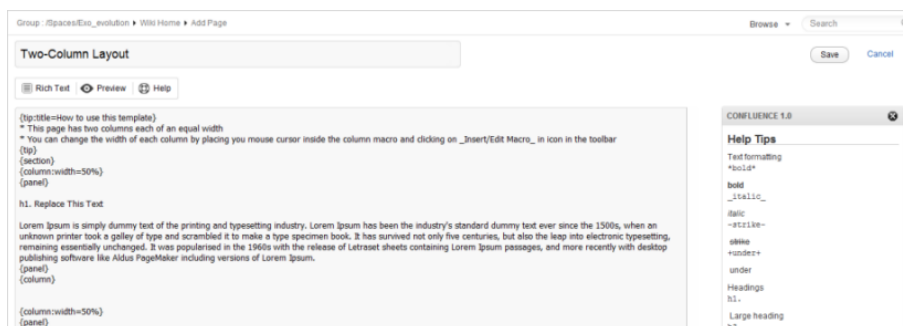 Group : /Spaces/Exo_evolution ▸ Wiki Home ▸ Add Page
Browse
Search
Two-Column Layout
Save
Cancel
Rich Text
Preview
Help
{tip:title=How to use this template}
* This page has two columns each of an equal width
* You can change the width of each column by placing you mouse cursor inside the column macro and clicking on _Insert/Edit Macro_ in icon in the toolbar
{tip}
{section}
{column:width=50%}
{panel}
h1. Replace This Text
Lorem Ipsum is simply dummy text of the printing and typesetting industry. Lorem Ipsum has been the industry's standard dummy text ever since the 1500s, when an
unknown printer took a galley of type and scrambled it to make a type specimen book. It has survived not only five centuries, but also the leap into electronic typesetting,
remaining essentially unchanged. It was popularised in the 1960s with the release of Letraset sheets containing Lorem Ipsum passages, and more recently with desktop
publishing software like Aldus PageMaker including versions of Lorem Ipsum.
{panel}
{column}
{column:width=50%}
{panel}
CONFLUENCE 1.0
Help Tips
Text formatting
*bold*
bold
_italic_
italic
-strike-
strike
+under+
under
Headings
h1.
Large heading